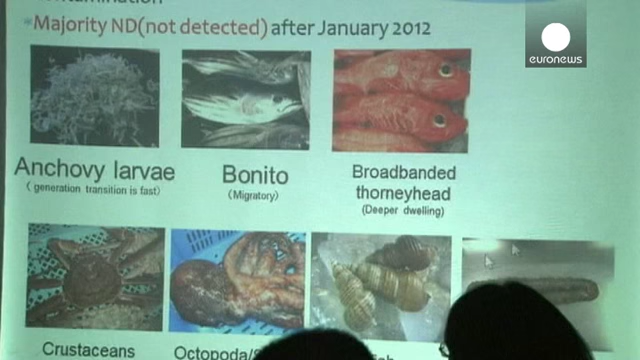 Majority ND(not detected) after January 2012
euronews
Anchovy larvae
( generation transition is fast)
Bonito
(Migratory)
Broadbanded
thorneyhead
(Deeper dwelling)
Crustaceans